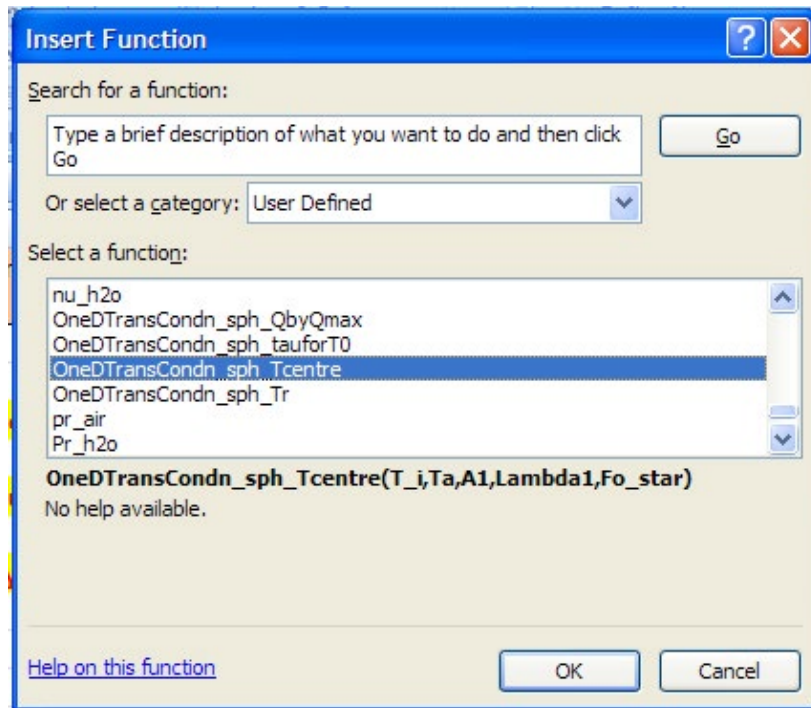 Insert Function
Search for a function:
Type a brief description of what you want to do and then click
Go
Go
Or select a category: User Defined
Select a function:
nu_h2o
OneDTransCondn_sph_QbyQmax
OneDTransCondn_sph_tauforT0
OneDTransCondn_sph_Tcentre
OneDTransCondn_sph_Tr
pr_air
Pr_h2o
OneDTransCondn_sph_Tcentre(T_i,Ta,A1,Lambda1,Fo_star)
No help available.
Help on this function
OK
Cancel